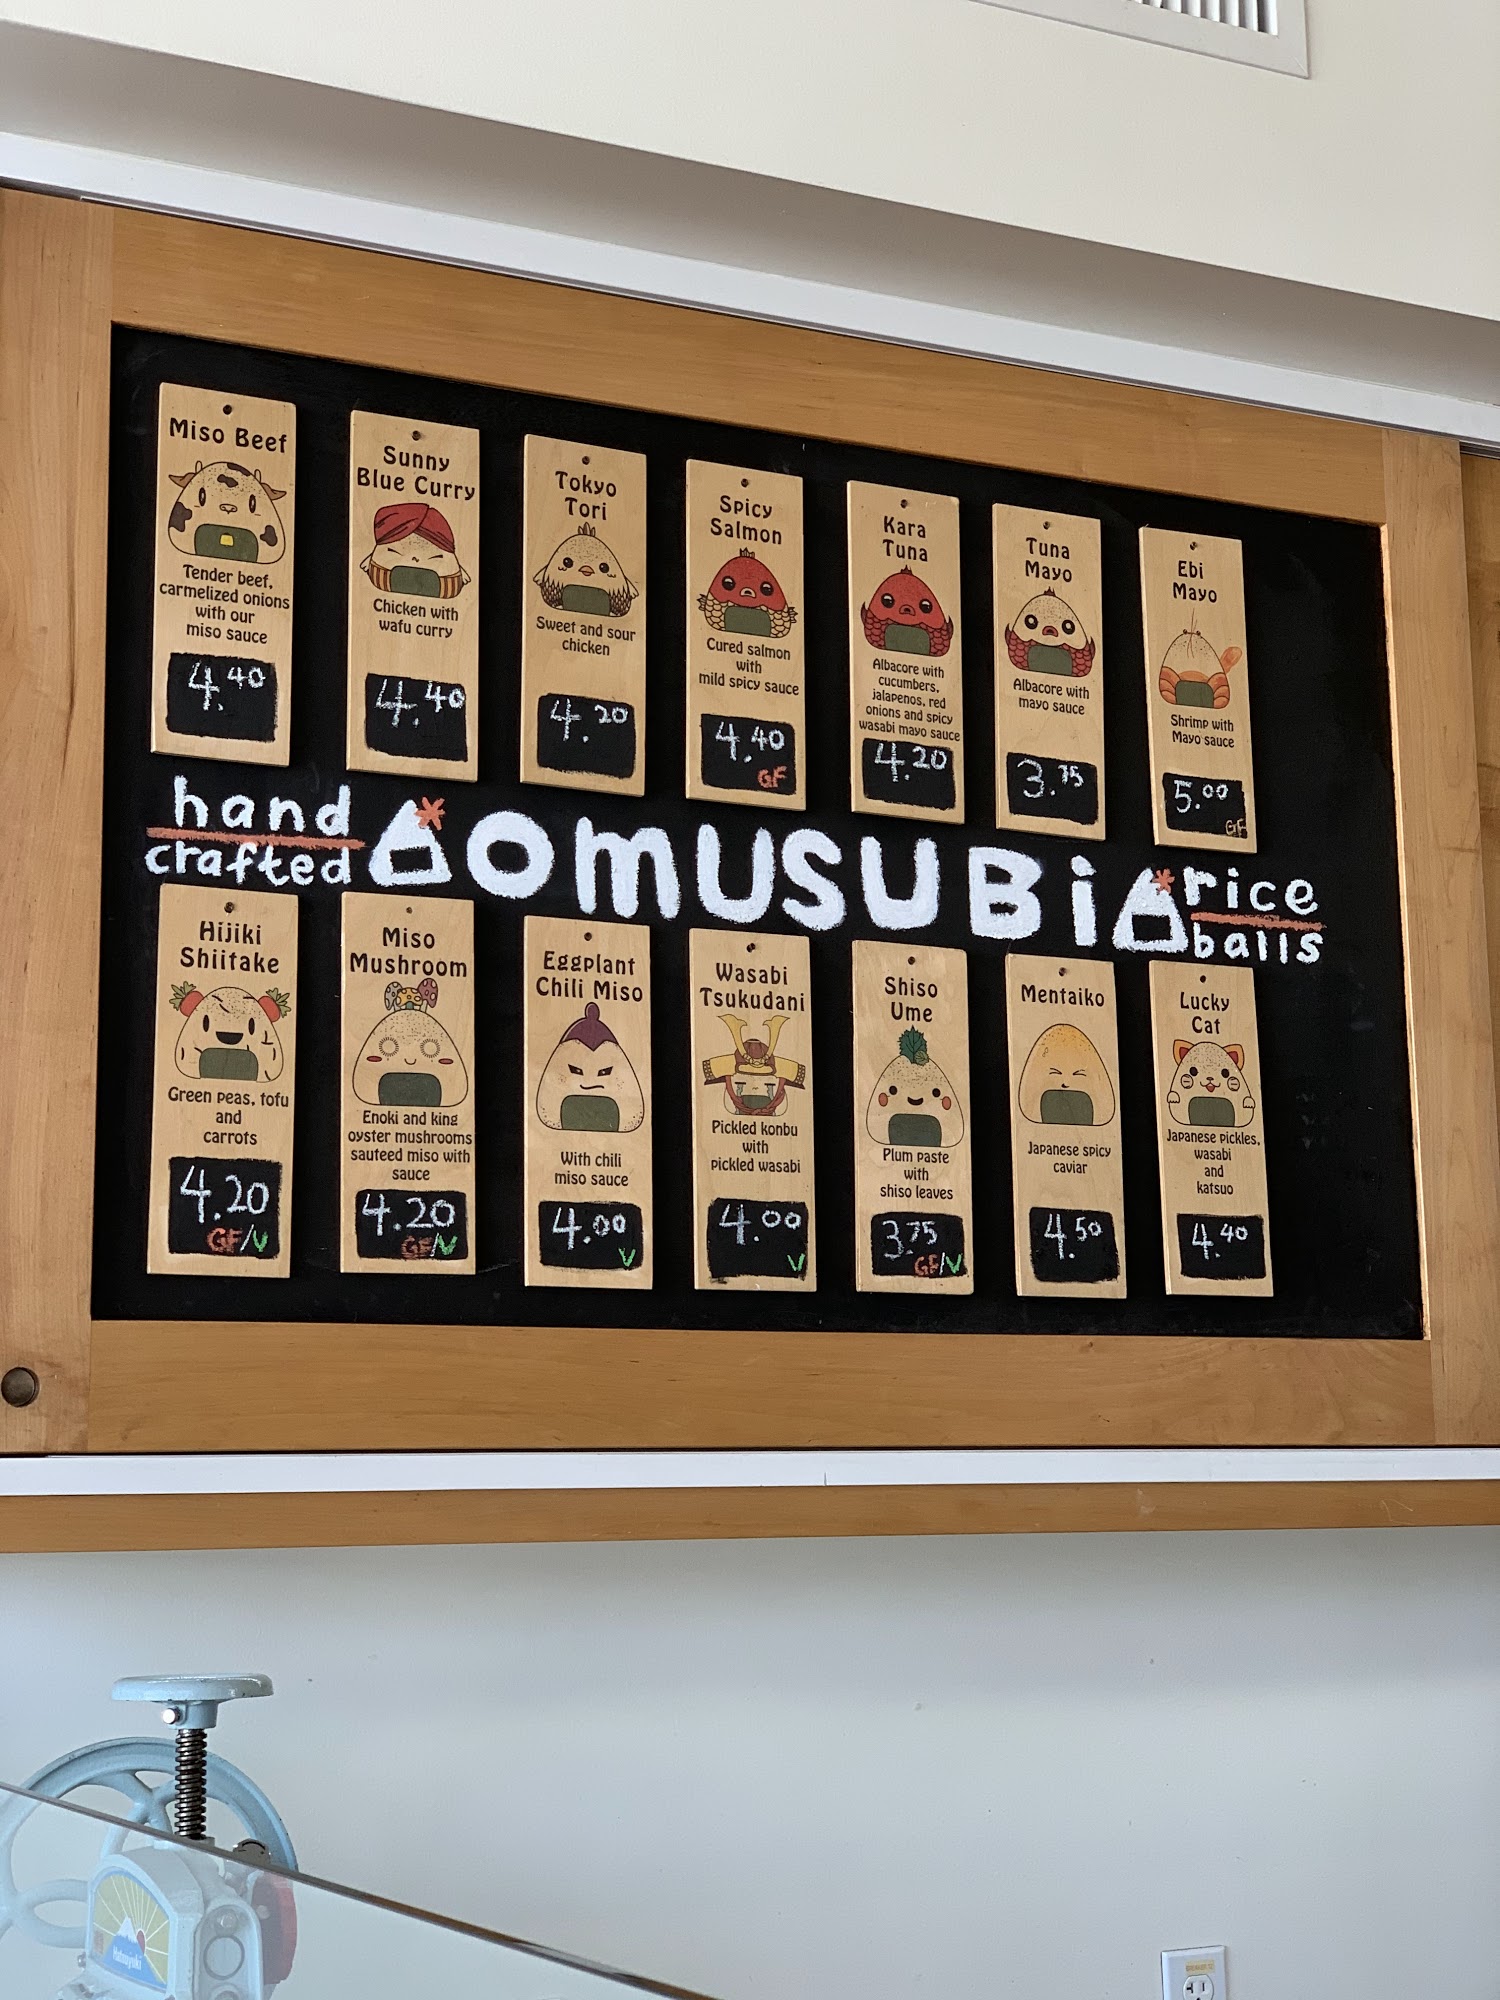 Miso Beef
Tender beef,
carmelized onions
with our
miso sauce
4.40
Sunny
Blue Curry
Chicken with
wafu curry
4.40
Tokyo
Tori
Sweet and sour
chicken
4.20
Spicy
Salmon
Cured salmon
with
mild spicy sauce
4.40
GF
Kara
Tuna
Albacore with
cucumbers,
jalapenos, red
onions and spicy
wasabi mayo sauce
4.20
Tuna
Mayo
Albacore with
mayo sauce
3.75
Ebi
Mayo
Shrimp with
Mayo sauce
5.00
GF
hand
crafted
OMUSUBi
rice
balls
Hijiki
Shiitake
Green peas, tofu
and
carrots
4.20
GF/V
Miso
Mushroom
Enoki and king
oyster mushrooms
sauteed miso with
sauce
4.20
GF/V
Eggplant
Chili Miso
With chili
miso sauce
4.00
V
Wasabi
Tsukudani
Pickled konbu
with
pickled wasabi
4.00
V
Shiso
Ume
Plum paste
with
shiso leaves
3.75
GF/V
Mentaiko
Japanese spicy
caviar
4.50
Lucky
Cat
Japanese pickles,
wasabi
and
katsuo
4.40
Hatsuyuki